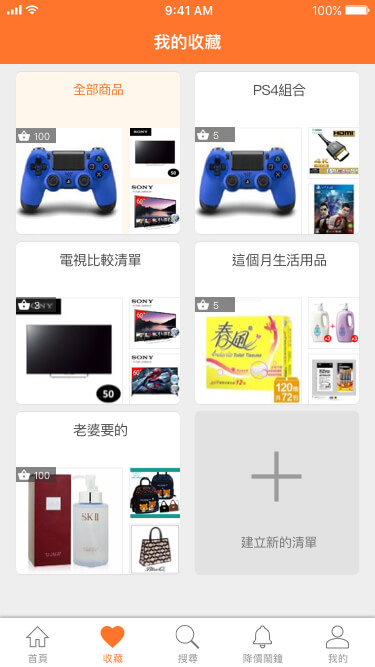 9:41 AM
100%
我的收藏
全部商品
PS4組合
100
SONY
50
SONY
60"
5
HDMI
4K
電視比較清單
這個月生活用品
3
50
SONY
60"
SONY
5
春風
120抽
72包
老婆要的
100
SK-II
建立新的清單
首頁
收藏
搜尋
降價鬧鐘
我的